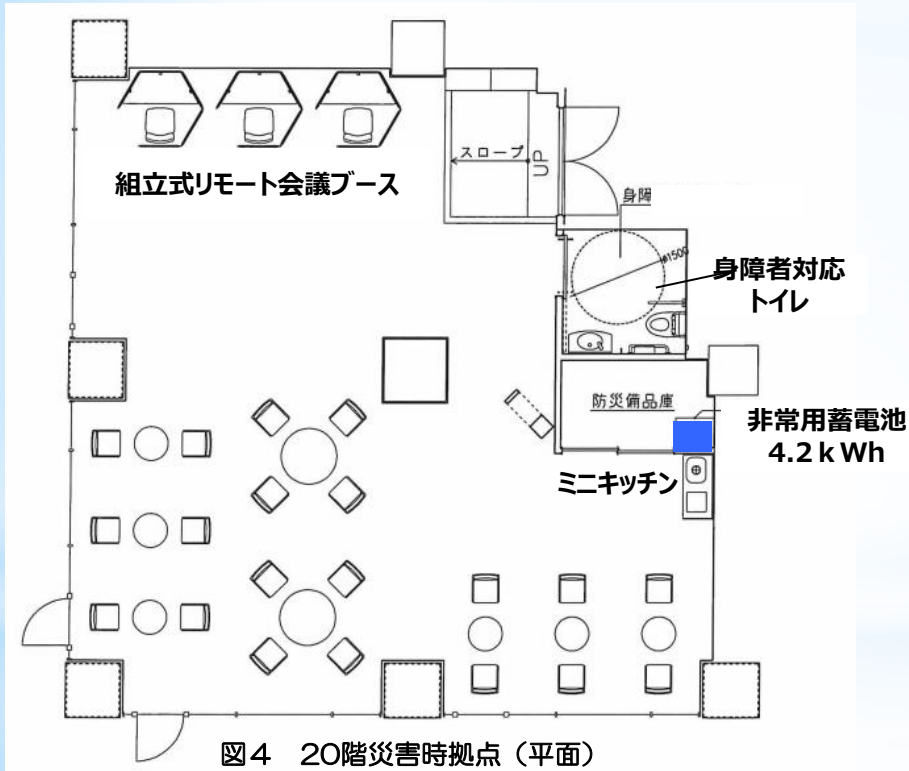 組立式リモート会議ブース
スロープ
UP
身障
φ1500
身障者対応
トイレ
防災備品庫
非常用蓄電池
4.2ｋWh
ミニキッチン
図４　20階災害時拠点（平面）